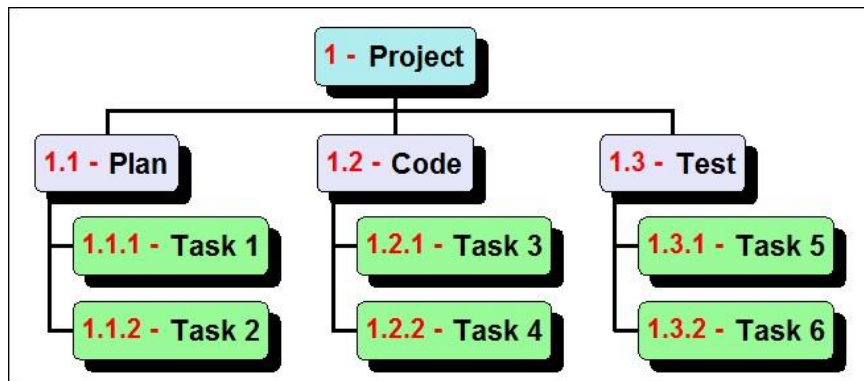 1 - Project
1.1 - Plan
1.2 - Code
1.3 - Test
1.1.1 - Task 1
1.2.1 - Task 3
1.3.1 - Task 5
1.1.2 - Task 2
1.2.2 - Task 4
1.3.2 - Task 6